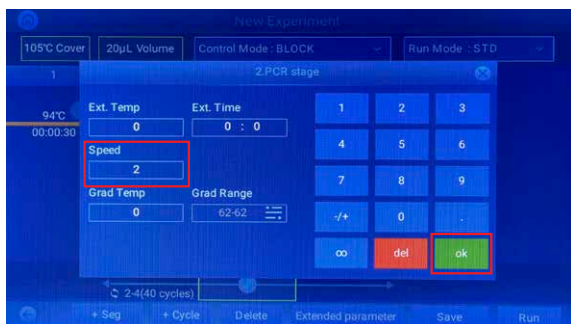 New Experiment
105℃ Cover 20μL Volume Control Mode : BLOCK Run Mode : STD
1 2.PCR stage
Ext. Temp Ext. Time 1 2 3
94℃ 0 0 : 0
00:00:30 Speed 4 5 6
2
Grad Temp Grad Range 7 8 9
0 62-62 -/+ 0 .
∞ del ok
2-4(40 cycles)
+ Seg + Cycle Delete Extended parameter Save Run